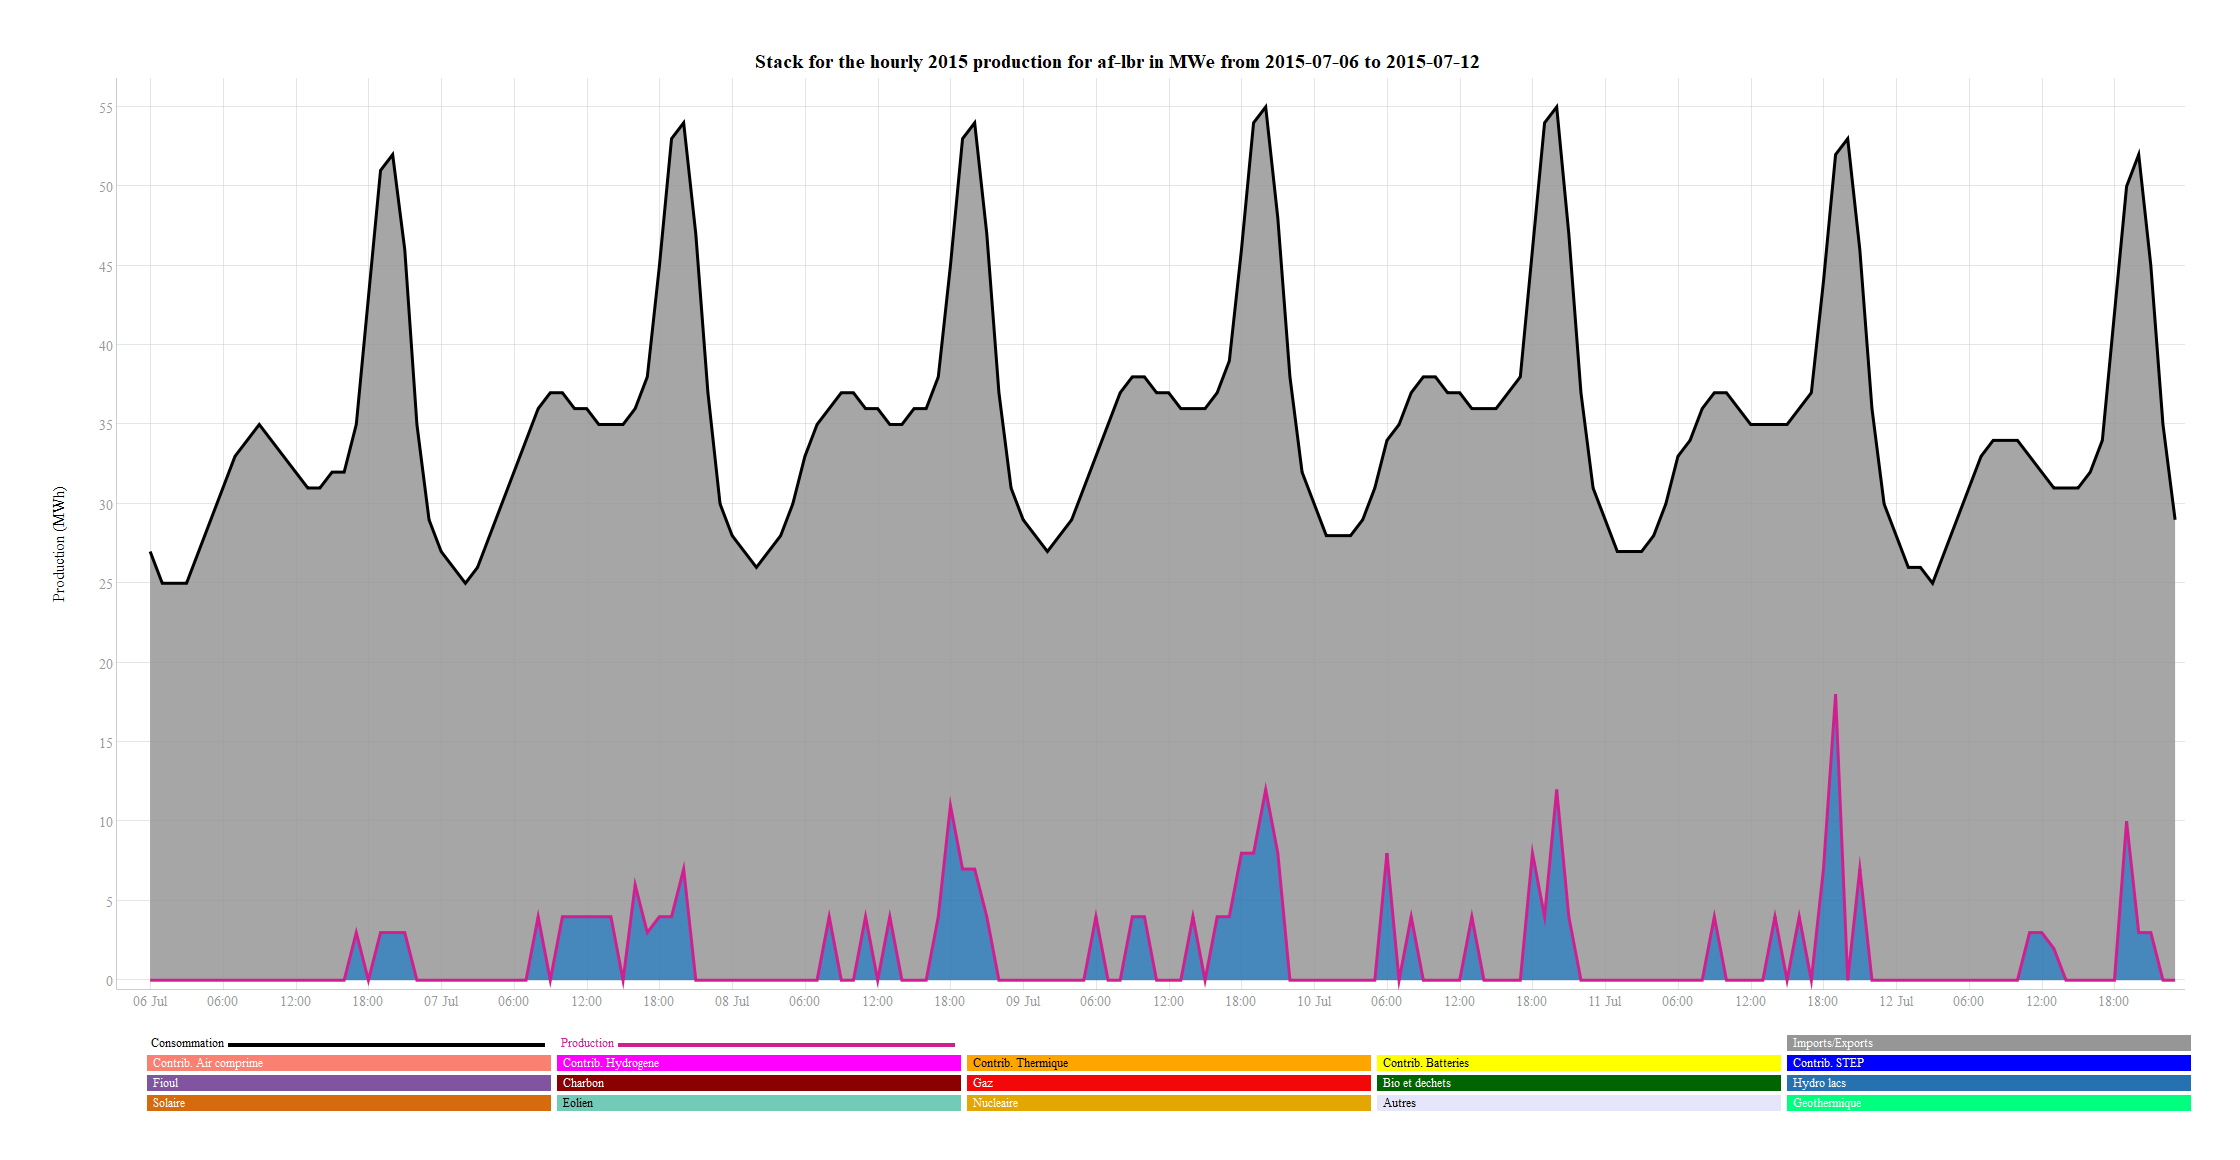 Stack for the hourly 2015 production for af-lbr in MWe from 2015-07-06 to 2015-07-12
Production (MWh)
55
50
45
40
35
30
25
20
15
10
5
0
06 Jul 06:00 12:00 18:00 07 Jul 06:00 12:00 18:00 08 Jul 06:00 12:00 18:00 09 Jul 06:00 12:00 18:00 10 Jul 06:00 12:00 18:00 11 Jul 06:00 12:00 18:00 12 Jul 06:00 12:00 18:00
Consommation Production Imports/Exports
Contrib. Air comprime Contrib. Hydrogene Contrib. Thermique Contrib. Batteries Contrib. STEP
Fioul Charbon Gaz Bio et dechets Hydro lacs
Solaire Eolien Nucleaire Autres Geothermique